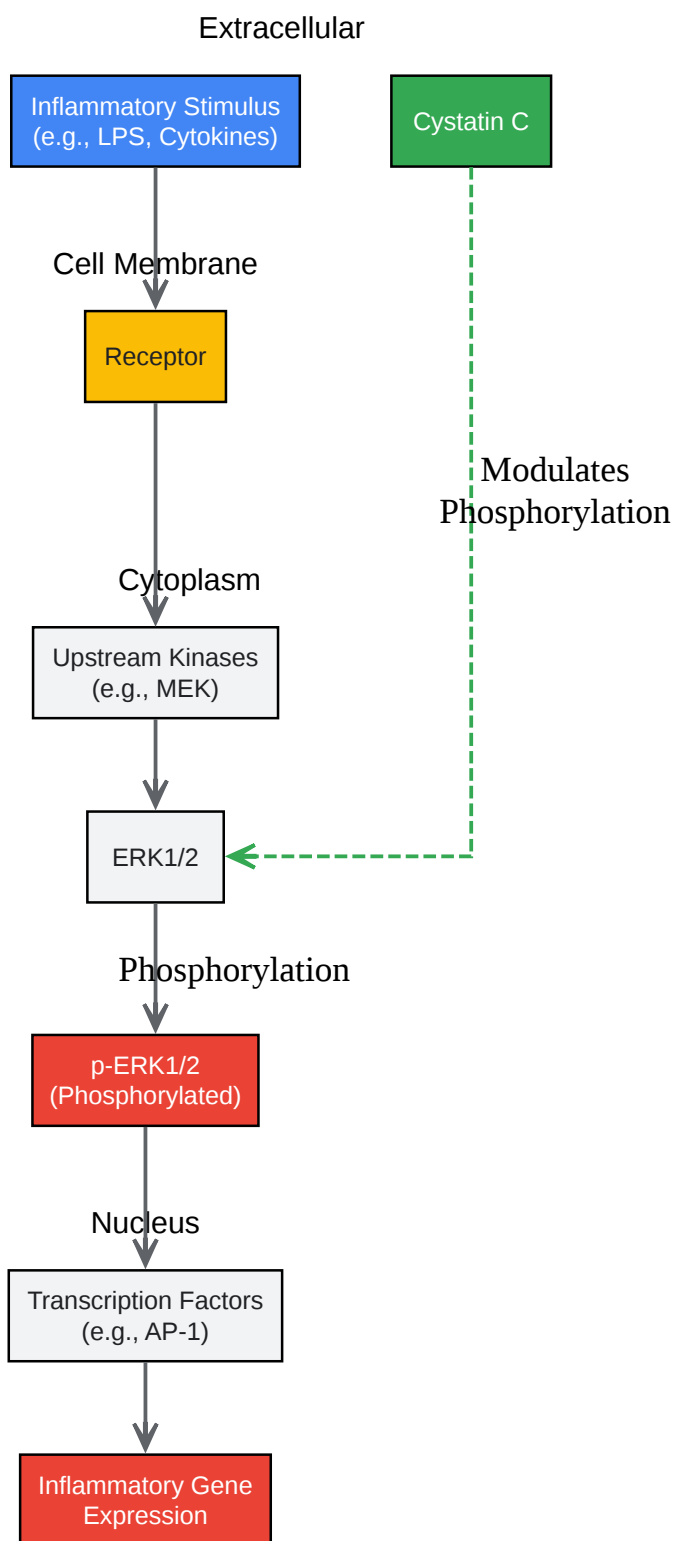 Extracellular
Inflammatory Stimulus
(e.g., LPS, Cytokines)
Cystatin C
Cell Membrane
Receptor
Modulates
Phosphorylation
Cytoplasm
Upstream Kinases
(e.g., MEK)
ERK1/2
Phosphorylation
p-ERK1/2
(Phosphorylated)
Nucleus
Transcription Factors
(e.g., AP-1)
Inflammatory Gene
Expression